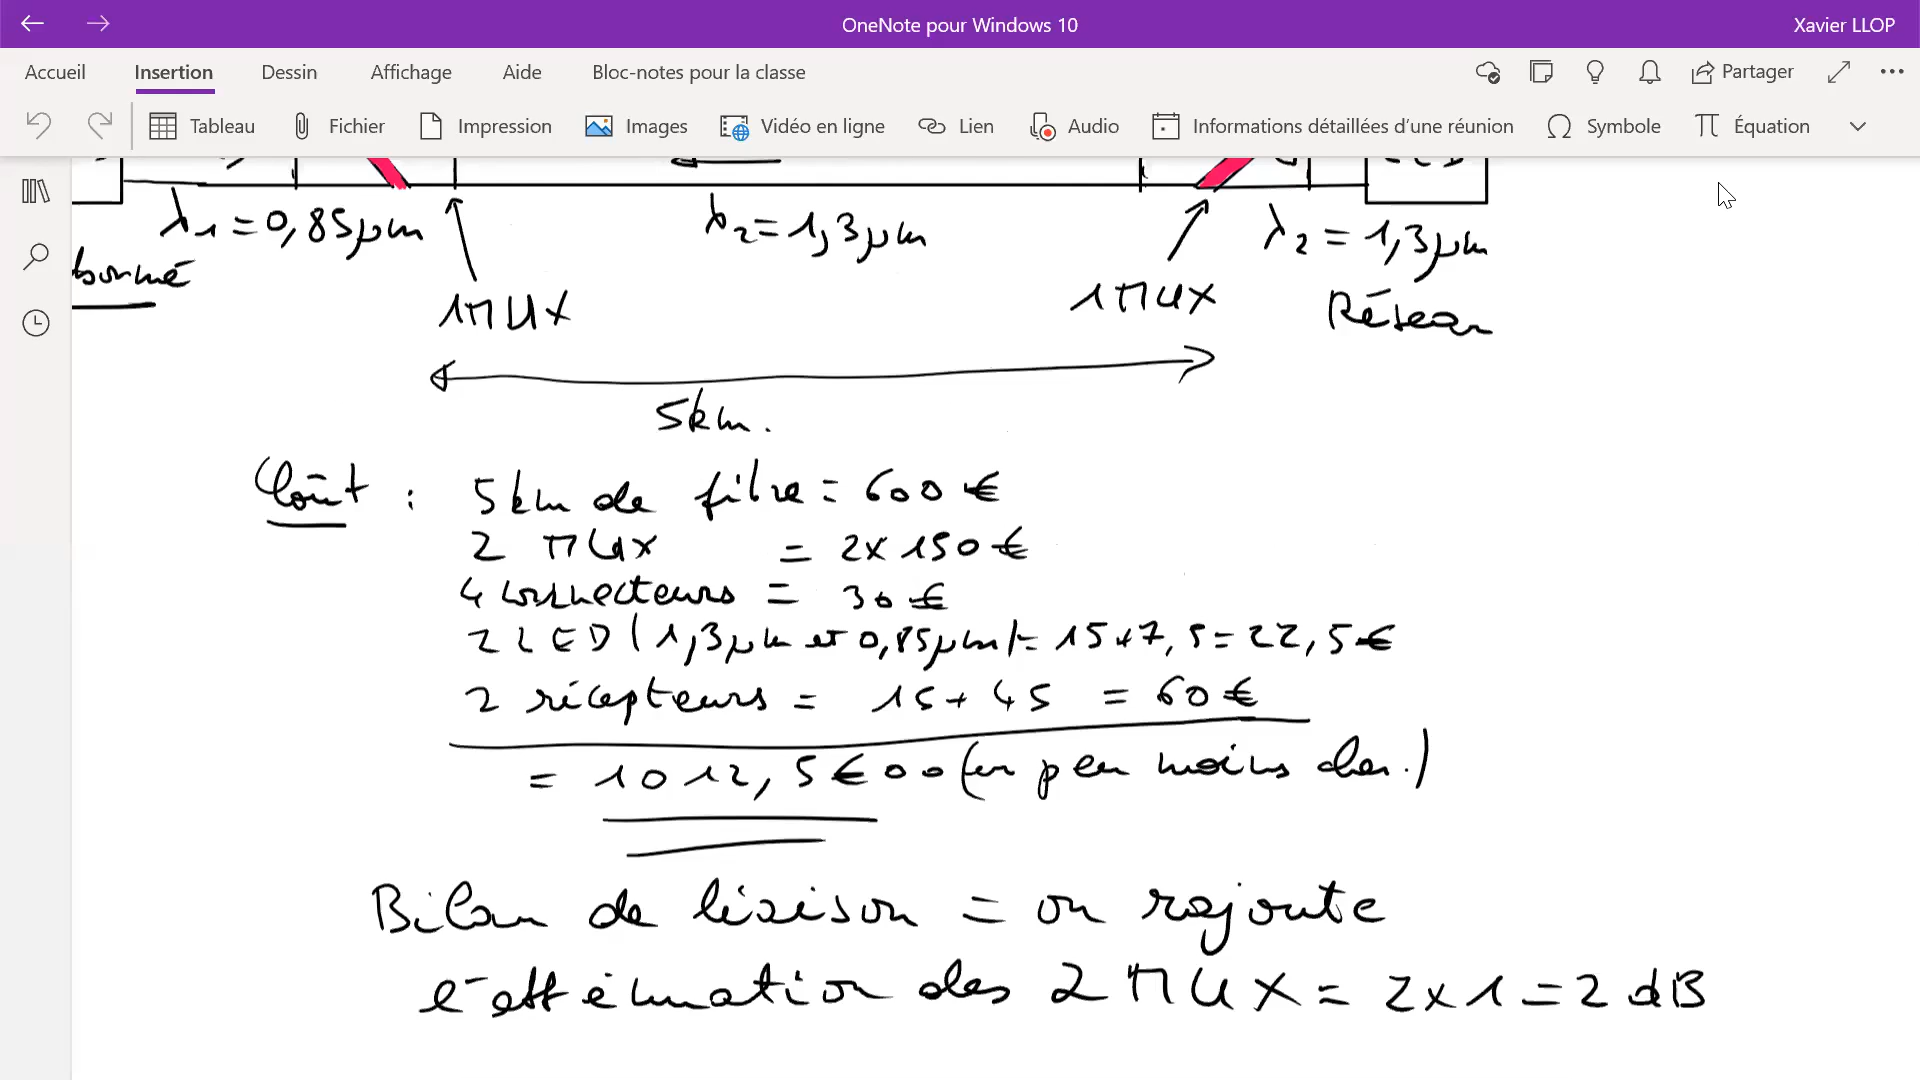 OneNote pour Windows 10
Xavier LLOP
Accueil Insertion Dessin Affichage Aide Bloc-notes pour la classe Partager
Tableau Fichier Impression Images Vidéo en ligne Lien Audio Informations détaillées d'une réunion Symbole Équation
λ1 = 0,85μm λ2 = 1,3μm λ2 = 1,3μm
1 MUX 1 MUX Réseau
5km.
Coût : 5km de fibre = 600 €
2 MUX = 2x150€
4 connecteurs = 30€
2 LED (1,3μm et 0,85μm) = 15+7,5 = 22,5€
2 récepteurs = 15 + 45 = 60€
= 1012,5€ (un peu moins cher.)
Bilan de liaison = on rajoute
l'atténuation des 2 MUX = 2x1 = 2 dB